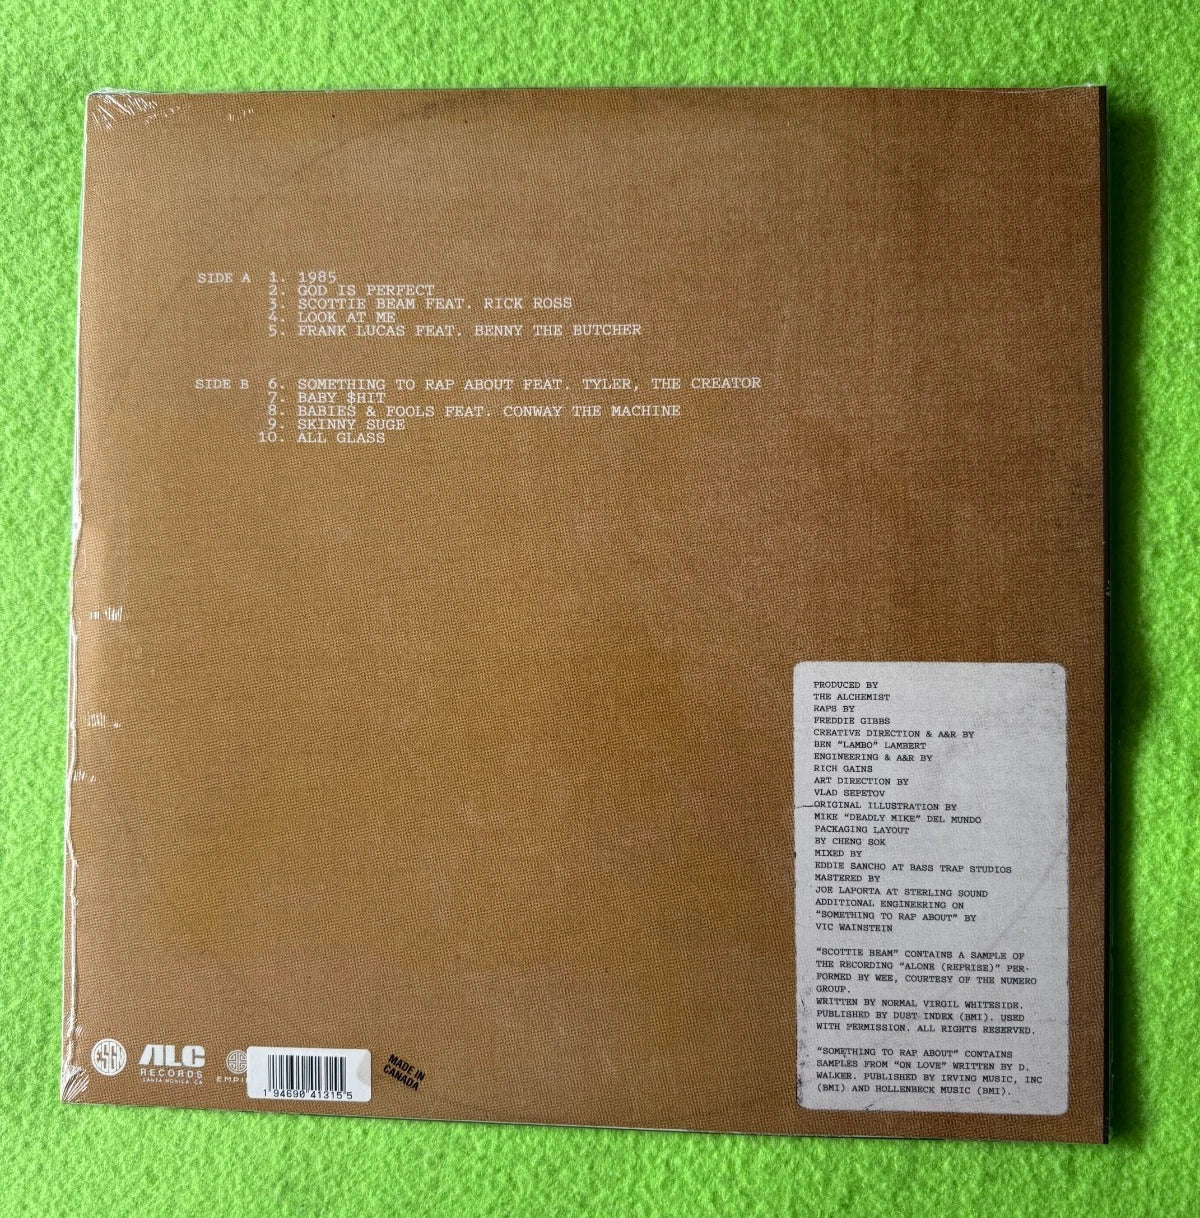 SIDE A 1. 1985
2. GOD IS PERFECT
3. SCOTTIE BEAM FEAT. RICK ROSS
4. LOOK AT ME
5. FRANK LUCAS FEAT. BENNY THE BUTCHER
SIDE B 6. SOMETHING TO RAP ABOUT FEAT. TYLER, THE CREATOR
7. BABY $HIT
8. BABIES & FOOLS FEAT. CONWAY THE MACHINE
9. SKINNY SUGE
10. ALL GLASS
PRODUCED BY
THE ALCHEMIST
RAPS BY
FREDDIE GIBBS
CREATIVE DIRECTION & A&R BY
BEN "LAMBO" LAMBERT
ENGINEERING & A&R BY
RICH GAINS
ART DIRECTION BY
VLAD SEPETOV
ORIGINAL ILLUSTRATION BY
MIKE "DEADLY MIKE" DEL MUNDO
PACKAGING LAYOUT
BY CHENG SOK
MIXED BY
EDDIE SANCHO AT BASS TRAP STUDIOS
MASTERED BY
JOE LAPORTA AT STERLING SOUND
ADDITIONAL ENGINEERING ON
"SOMETHING TO RAP ABOUT" BY
VIC WAINSTEIN
"SCOTTIE BEAM" CONTAINS A SAMPLE OF
THE RECORDING "ALONE (REPRISE)" PER-
FORMED BY WEE, COURTESY OF THE NUMERO
GROUP.
WRITTEN BY NORMAL VIRGIL WHITESIDE.
PUBLISHED BY DUST INDEX (BMI). USED
WITH PERMISSION. ALL RIGHTS RESERVED.
"SOMETHING TO RAP ABOUT" CONTAINS
SAMPLES FROM "ON LOVE" WRITTEN BY D.
WALKER. PUBLISHED BY IRVING MUSIC, INC
(BMI) AND HOLLENBECK MUSIC (BMI).
ESGN
ALC
RECORDS
SANTA MONICA, CA
EMPI
1 94690 41315 5
MADE IN
CANADA